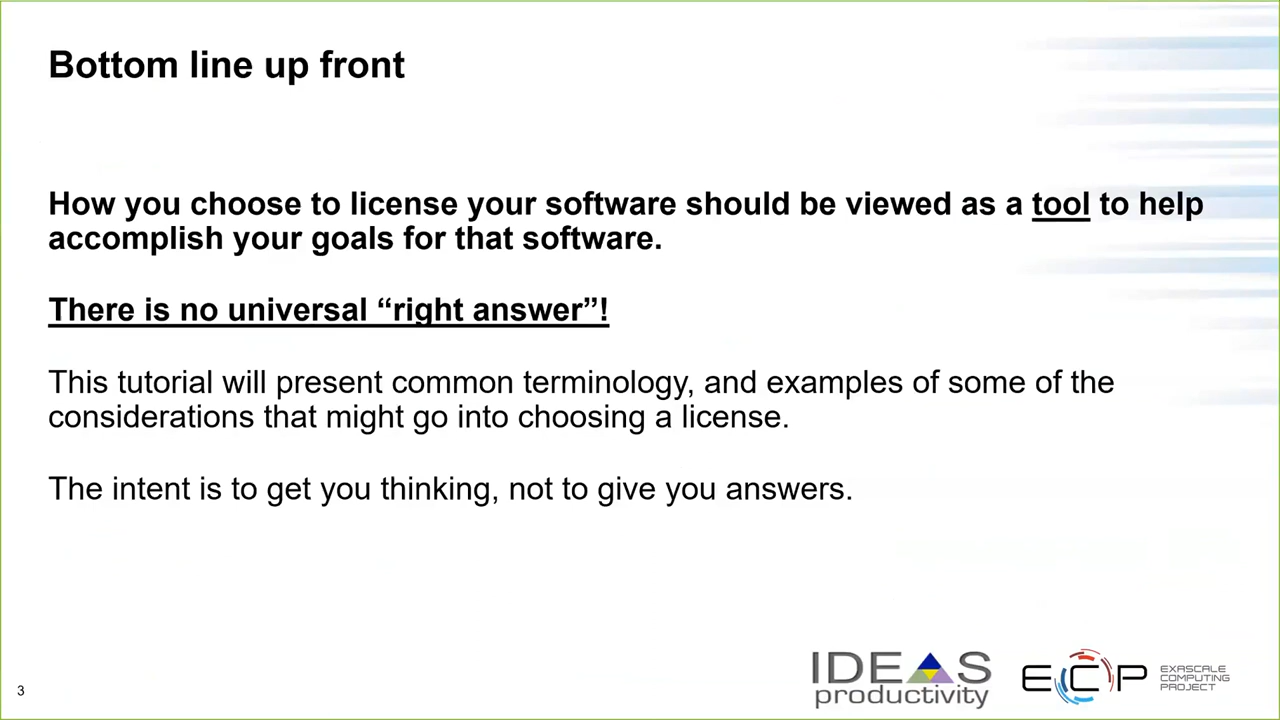 Bottom line up front
How you choose to license your software should be viewed as a tool to help
accomplish your goals for that software.
There is no universal “right answer”!
This tutorial will present common terminology, and examples of some of the
considerations that might go into choosing a license.
The intent is to get you thinking, not to give you answers.
3
IDEAS
productivity
ECP
EXASCALE
COMPUTING
PROJECT